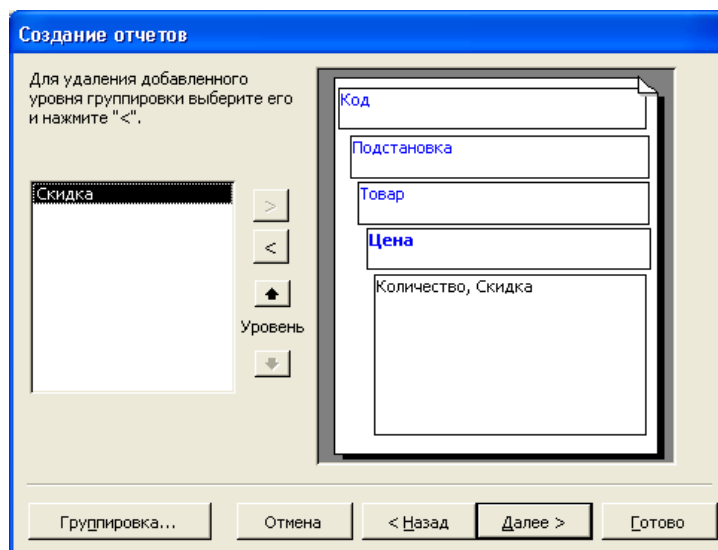 Создание отчетов
Для удаления добавленного
уровня группировки выберите его
и нажмите "<".
Скидка
>
<
Уровень
Код
Подстановка
Товар
Цена
Количество, Скидка
Группировка...
Отмена
< Назад
Далее >
Готово